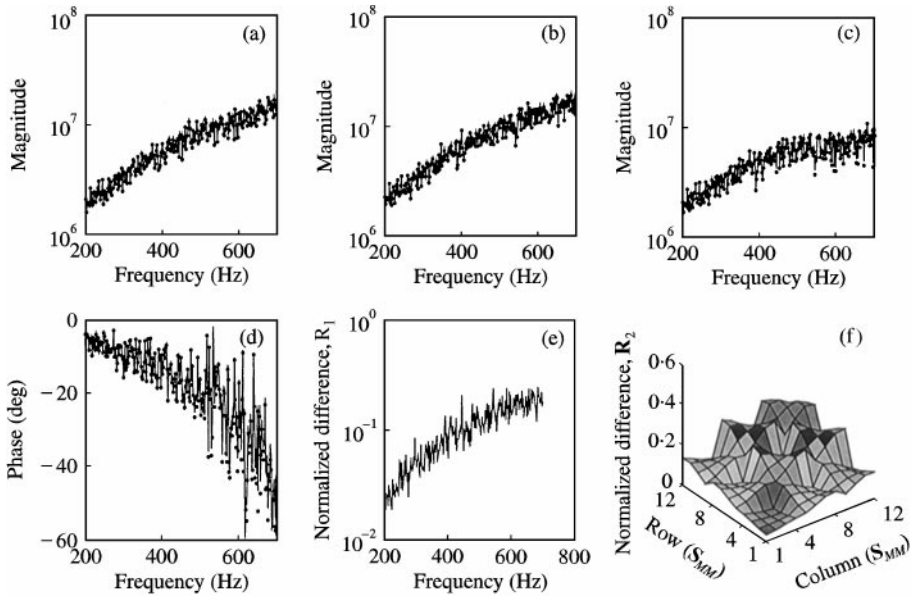 10^8
(a)
Magnitude
10^7
10^6
200
400
600
Frequency (Hz)
10^8
(b)
Magnitude
10^7
10^6
200
400
600
Frequency (Hz)
10^8
(c)
Magnitude
10^7
10^6
200
400
600
Frequency (Hz)
0
(d)
Phase (deg)
−20
−40
−60
200
400
600
Frequency (Hz)
10^0
(e)
Normalized difference, R_1
10^−1
10^−2
200
400
600
800
Frequency (Hz)
(f)
Normalized difference, R_2
0·6
0·4
0·2
0
12
8
4
1
Row (S_MM)
1
4
8
12
Column (S_MM)